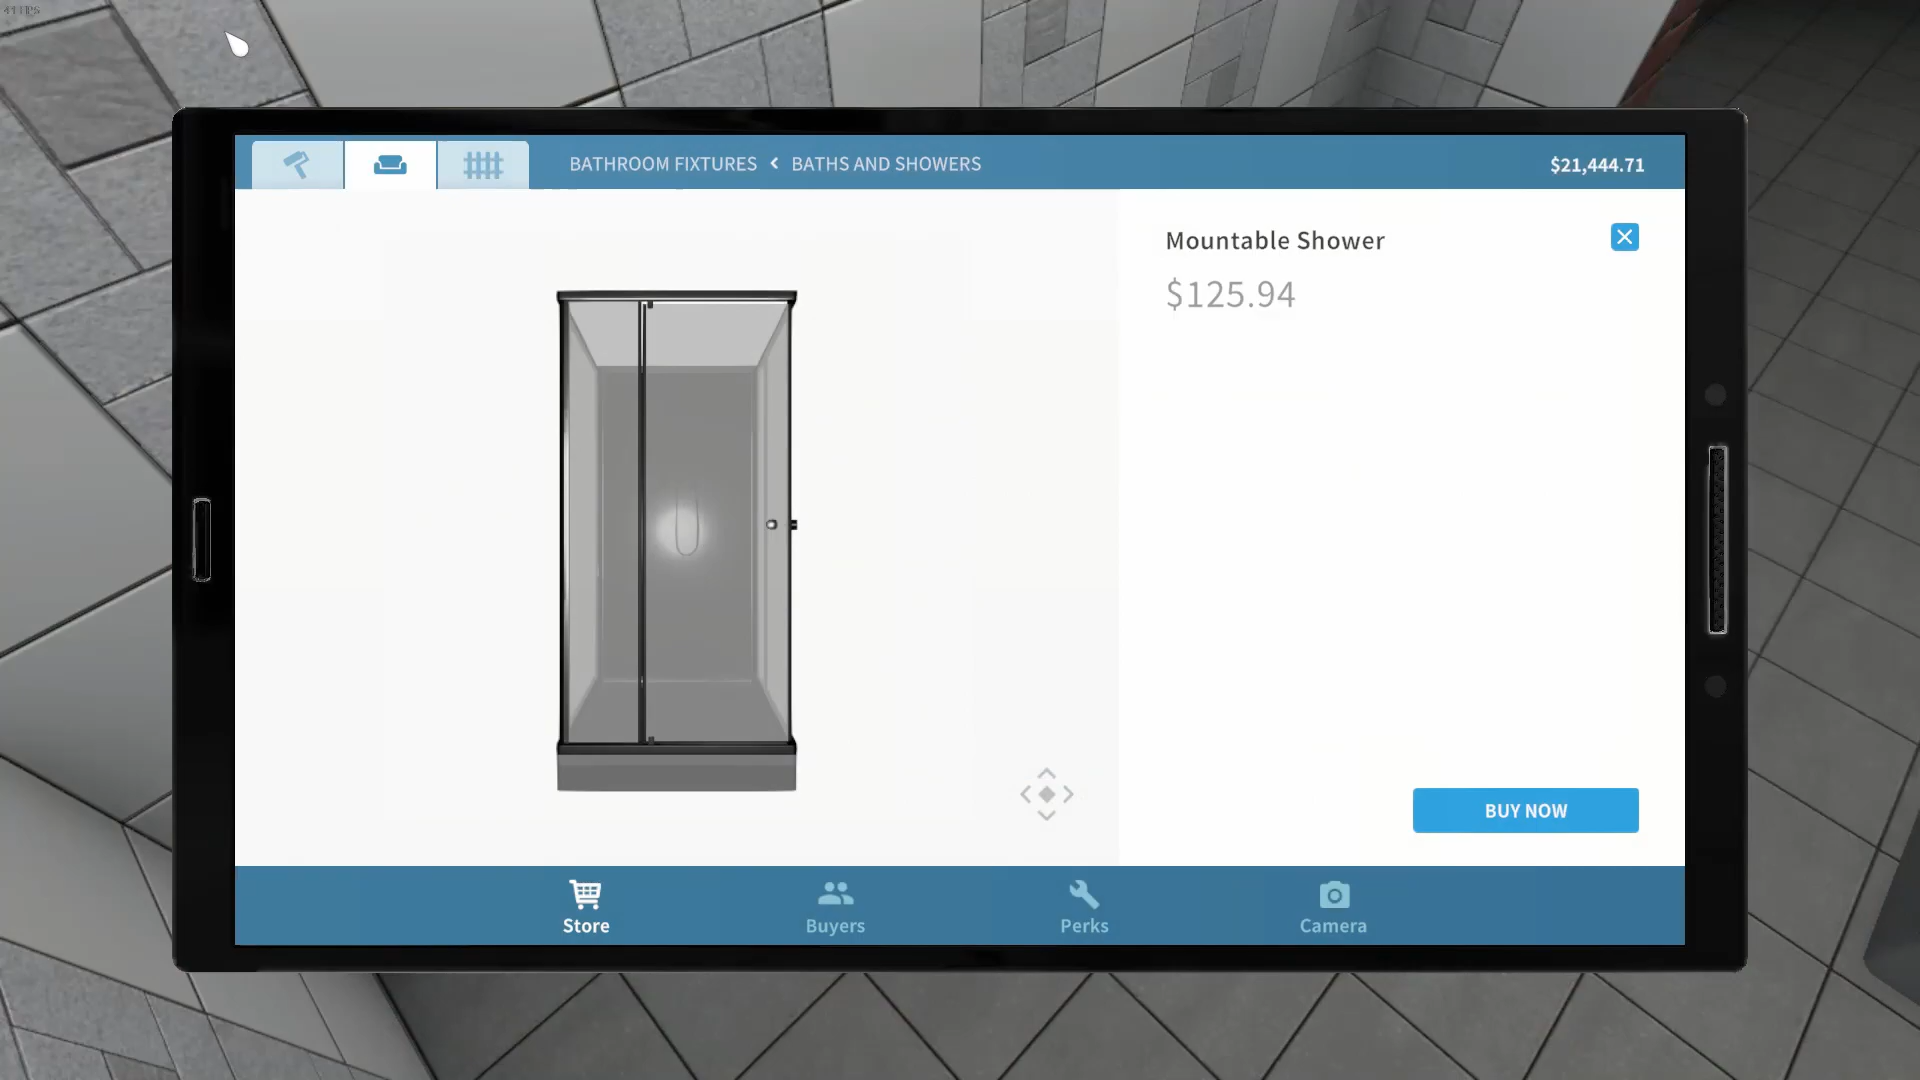 BATHROOM FIXTURES < BATHS AND SHOWERS
$21,444.71
Mountable Shower
$125.94
BUY NOW
Store
Buyers
Perks
Camera